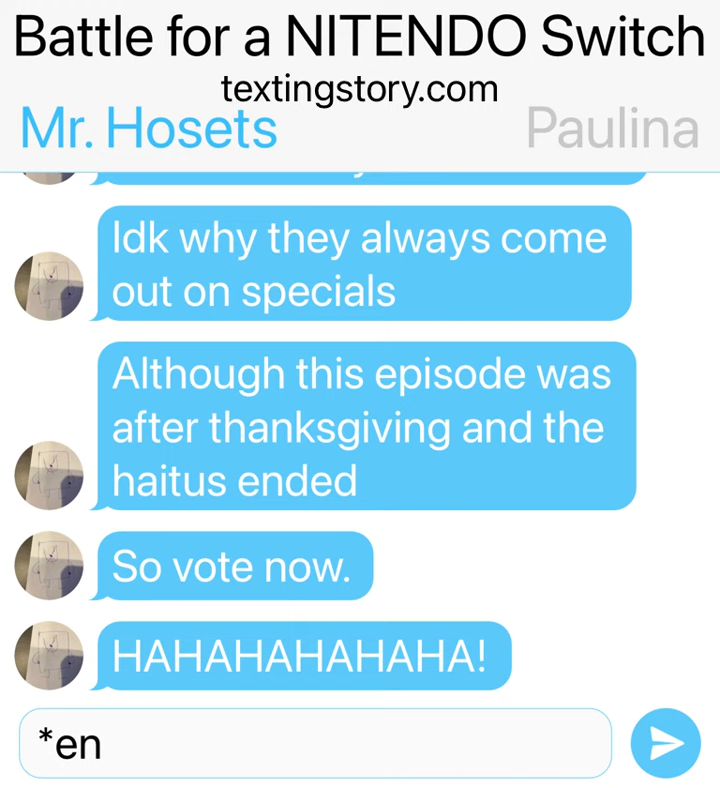 Battle for a NITENDO Switch
textingstory.com
Mr. Hosets
Paulina
Idk why they always come
out on specials
Although this episode was
after thanksgiving and the
haitus ended
So vote now.
HAHAHAHAHAHA!
*en